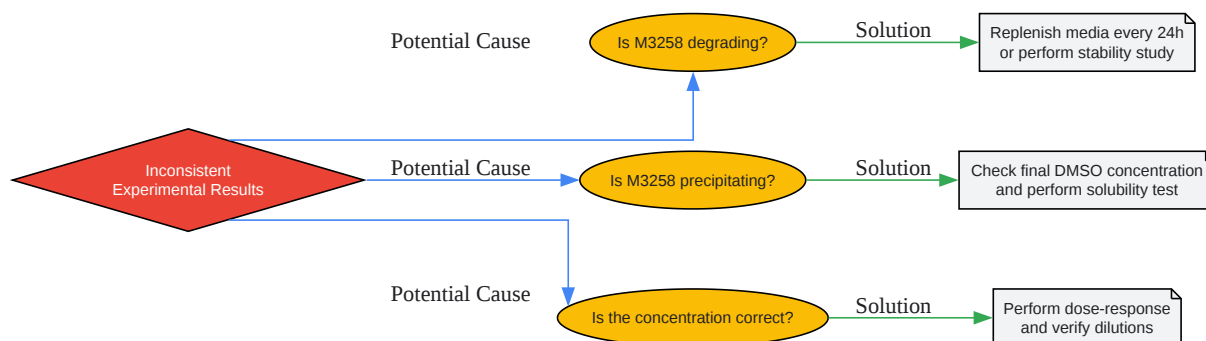 Potential Cause
Is M3258 degrading?
Solution
Replenish media every 24h
or perform stability study
Inconsistent
Experimental Results
Potential Cause
Is M3258 precipitating?
Solution
Check final DMSO concentration
and perform solubility test
Potential Cause
Is the concentration correct?
Solution
Perform dose-response
and verify dilutions